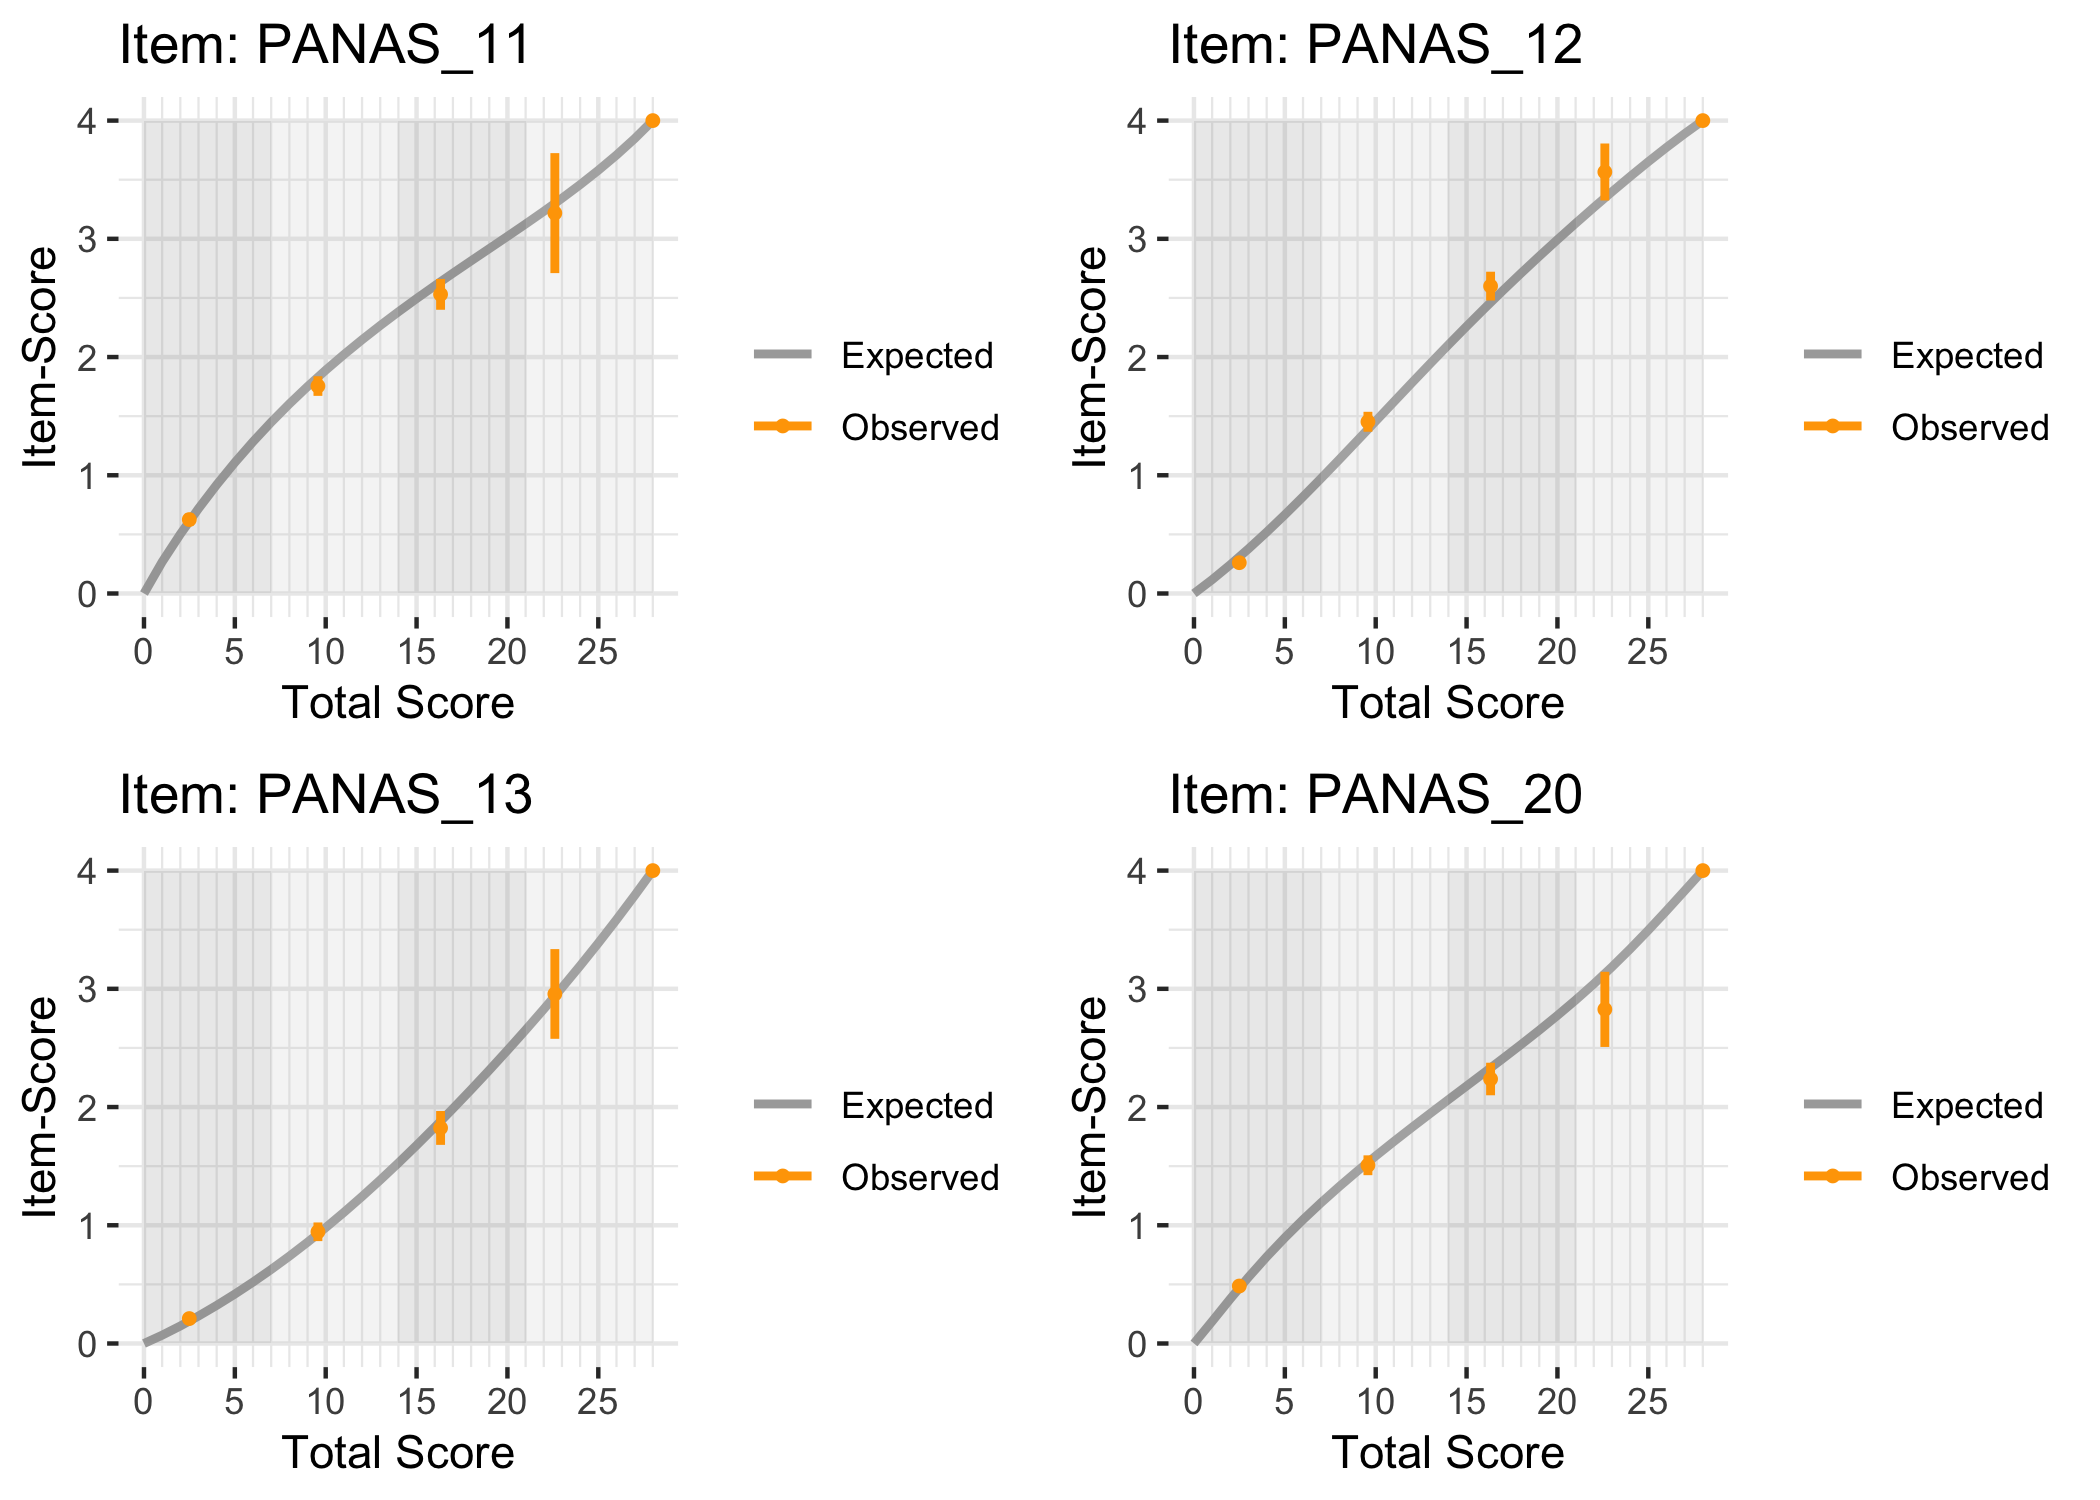 Item: PANAS_11
4
3
2
1
0
Item-Score
0 5 10 15 20 25
Total Score
Expected
Observed
Item: PANAS_12
4
3
2
1
0
Item-Score
0 5 10 15 20 25
Total Score
Expected
Observed
Item: PANAS_13
4
3
2
1
0
Item-Score
0 5 10 15 20 25
Total Score
Expected
Observed
Item: PANAS_20
4
3
2
1
0
Item-Score
0 5 10 15 20 25
Total Score
Expected
Observed